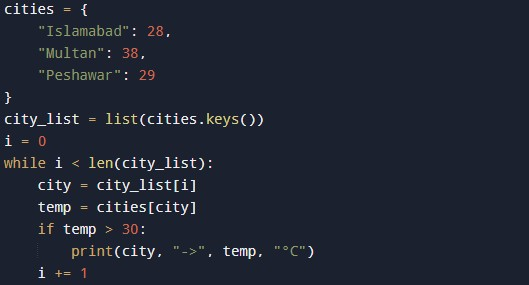 cities = {
    "Islamabad": 28,
    "Multan": 38,
    "Peshawar": 29
}
city_list = list(cities.keys())
i = 0
while i < len(city_list):
    city = city_list[i]
    temp = cities[city]
    if temp > 30:
        print(city, "->", temp, "°C")
    i += 1